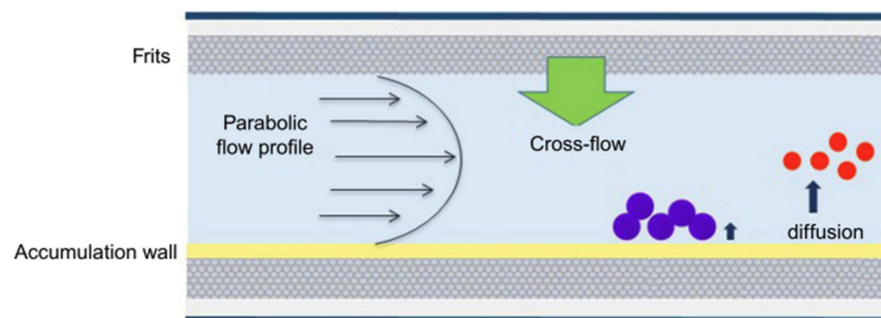 Frits
Parabolic
flow profile
Cross-flow
diffusion
Accumulation wall